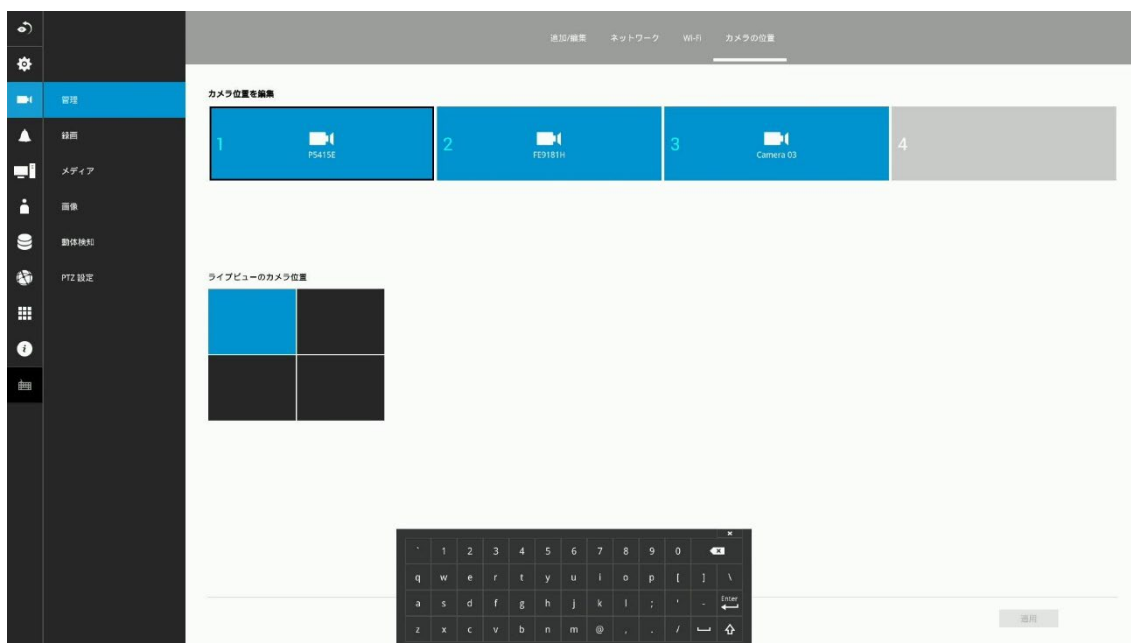 追加/編集 ネットワーク Wi-Fi カメラの位置
管理
録画
メディア
画像
動体検知
PTZ 設定
カメラ位置を編集
1 P5415E
2 FE9181H
3 Camera 03
4
ライブビューのカメラ位置
` 1 2 3 4 5 6 7 8 9 0
q w e r t y u i o p [ ] \
a s d f g h j k l ; ' - Enter
z x c v b n m @ , . /
適用